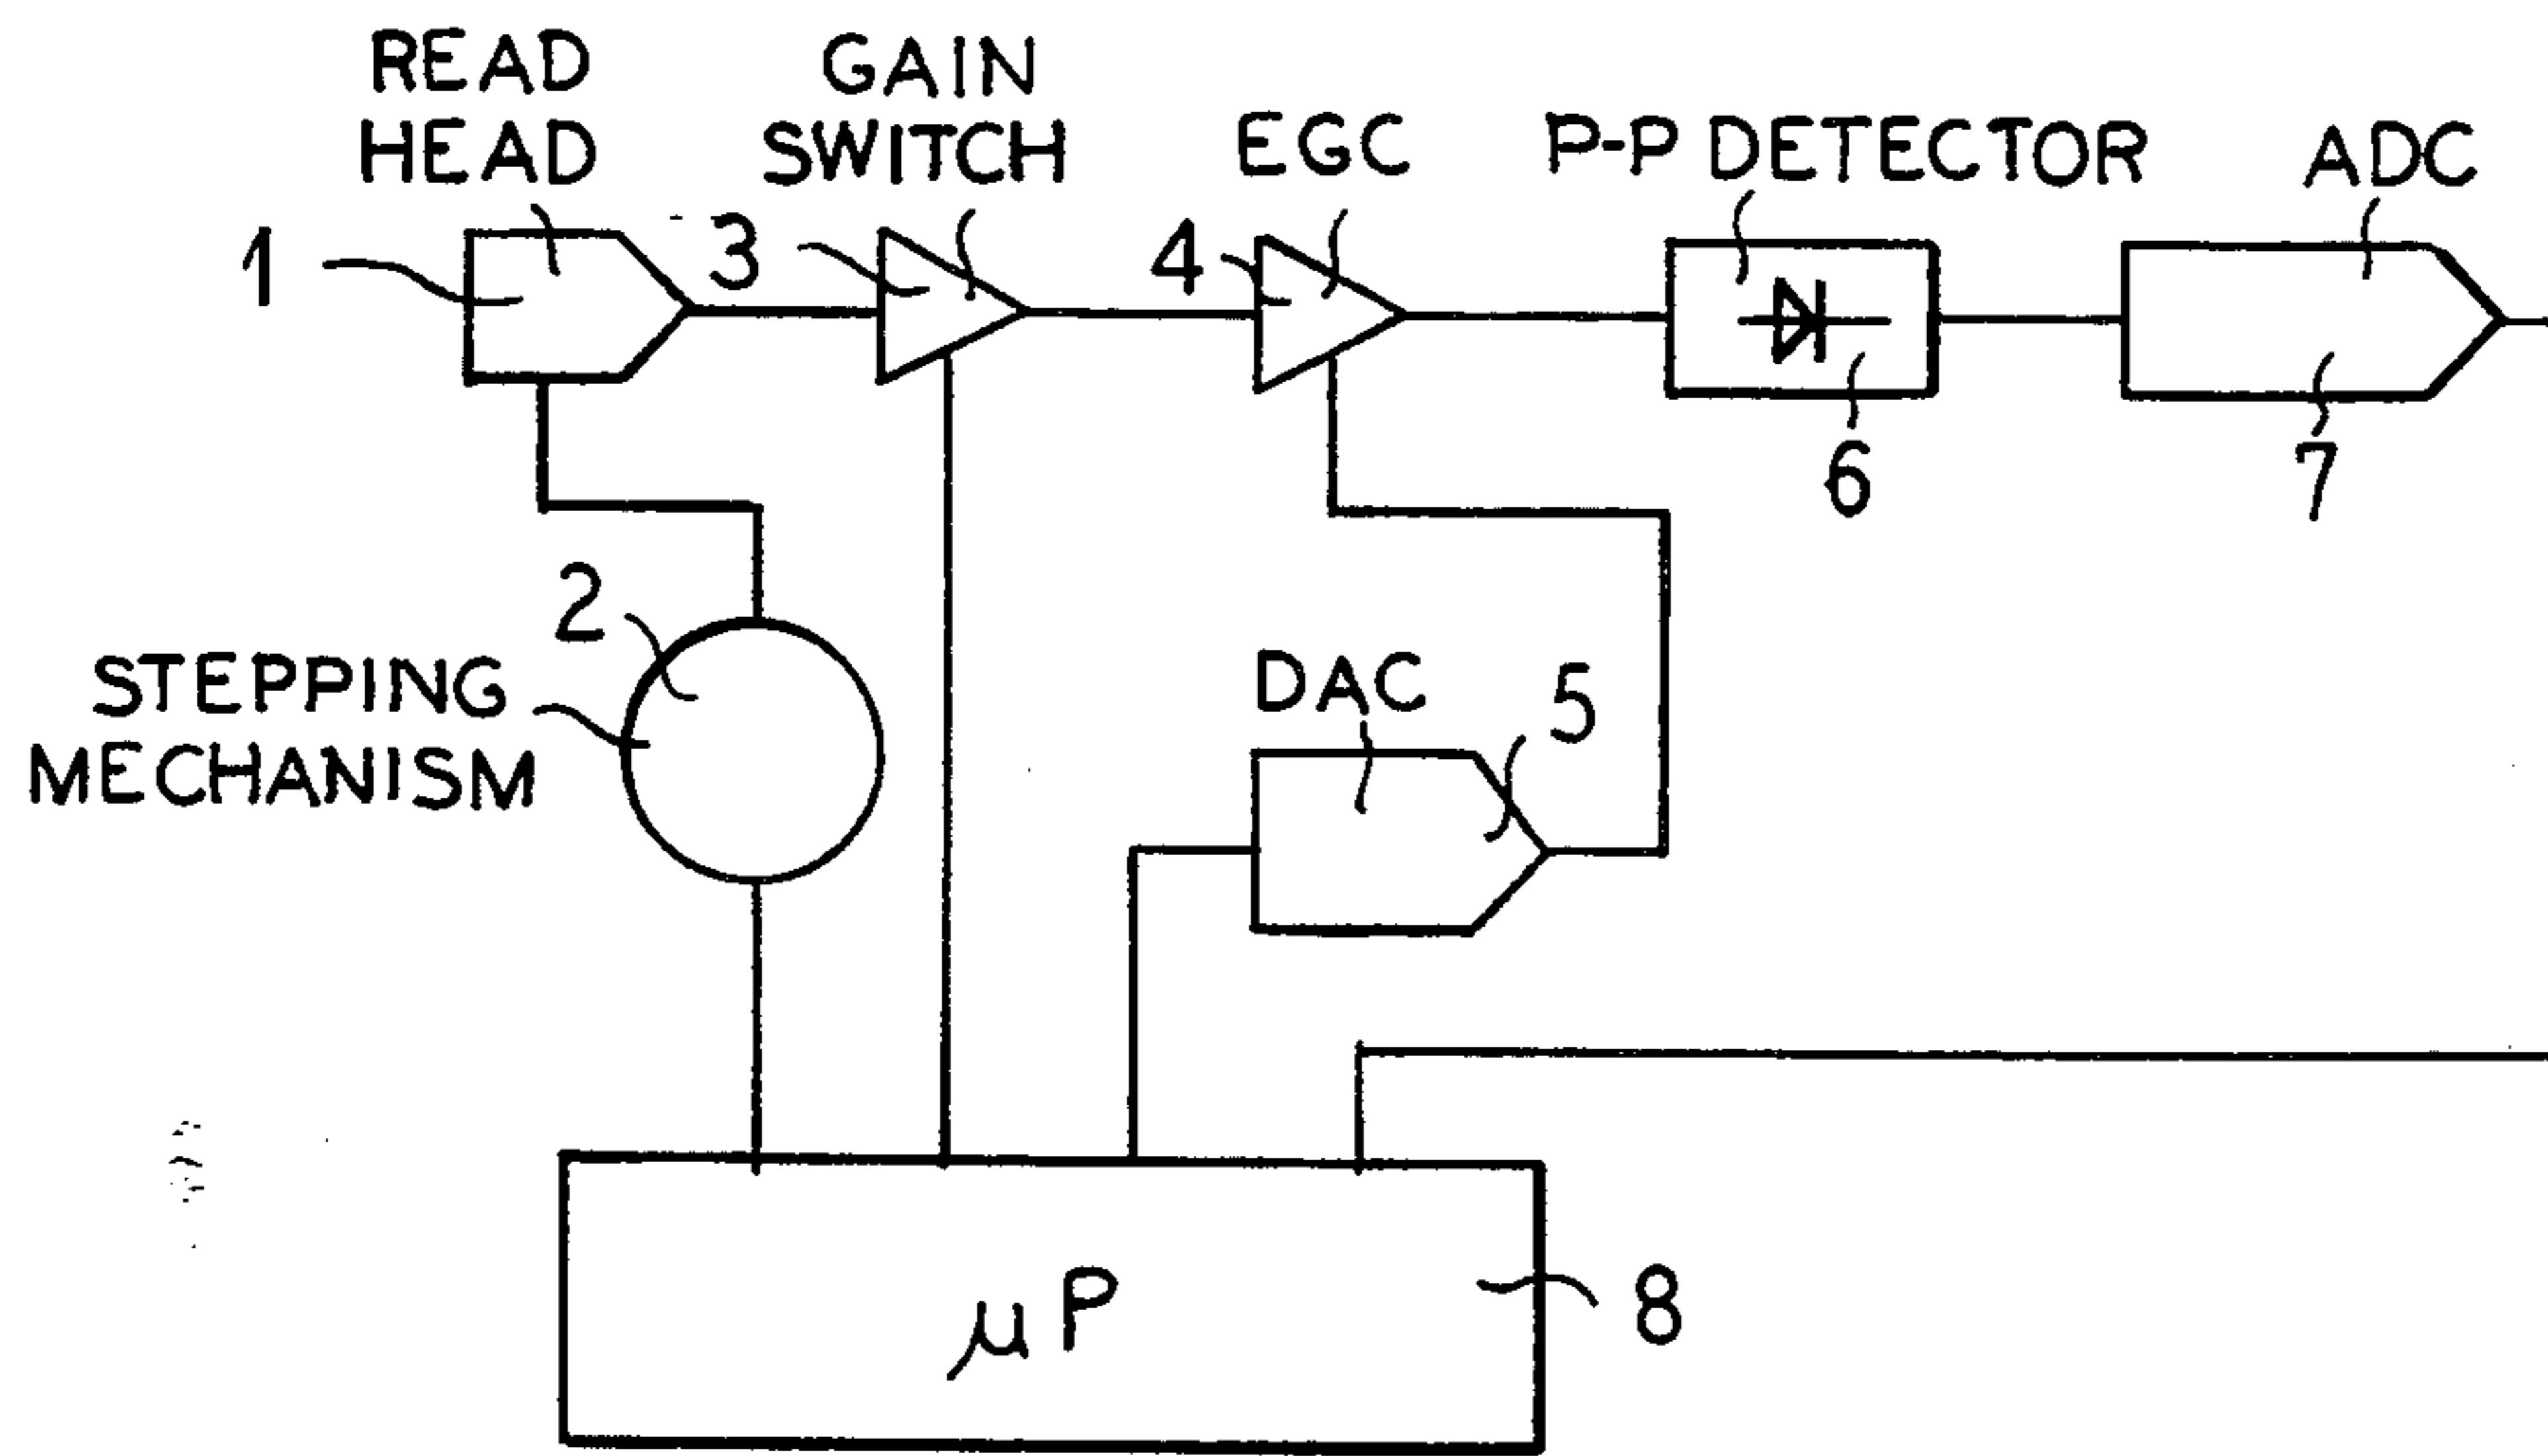 READ
HEAD
GAIN
SWITCH
EGC
P-P DETECTOR
ADC
1
3
4
6
7
2
STEPPING
MECHANISM
DAC
5
μP
8